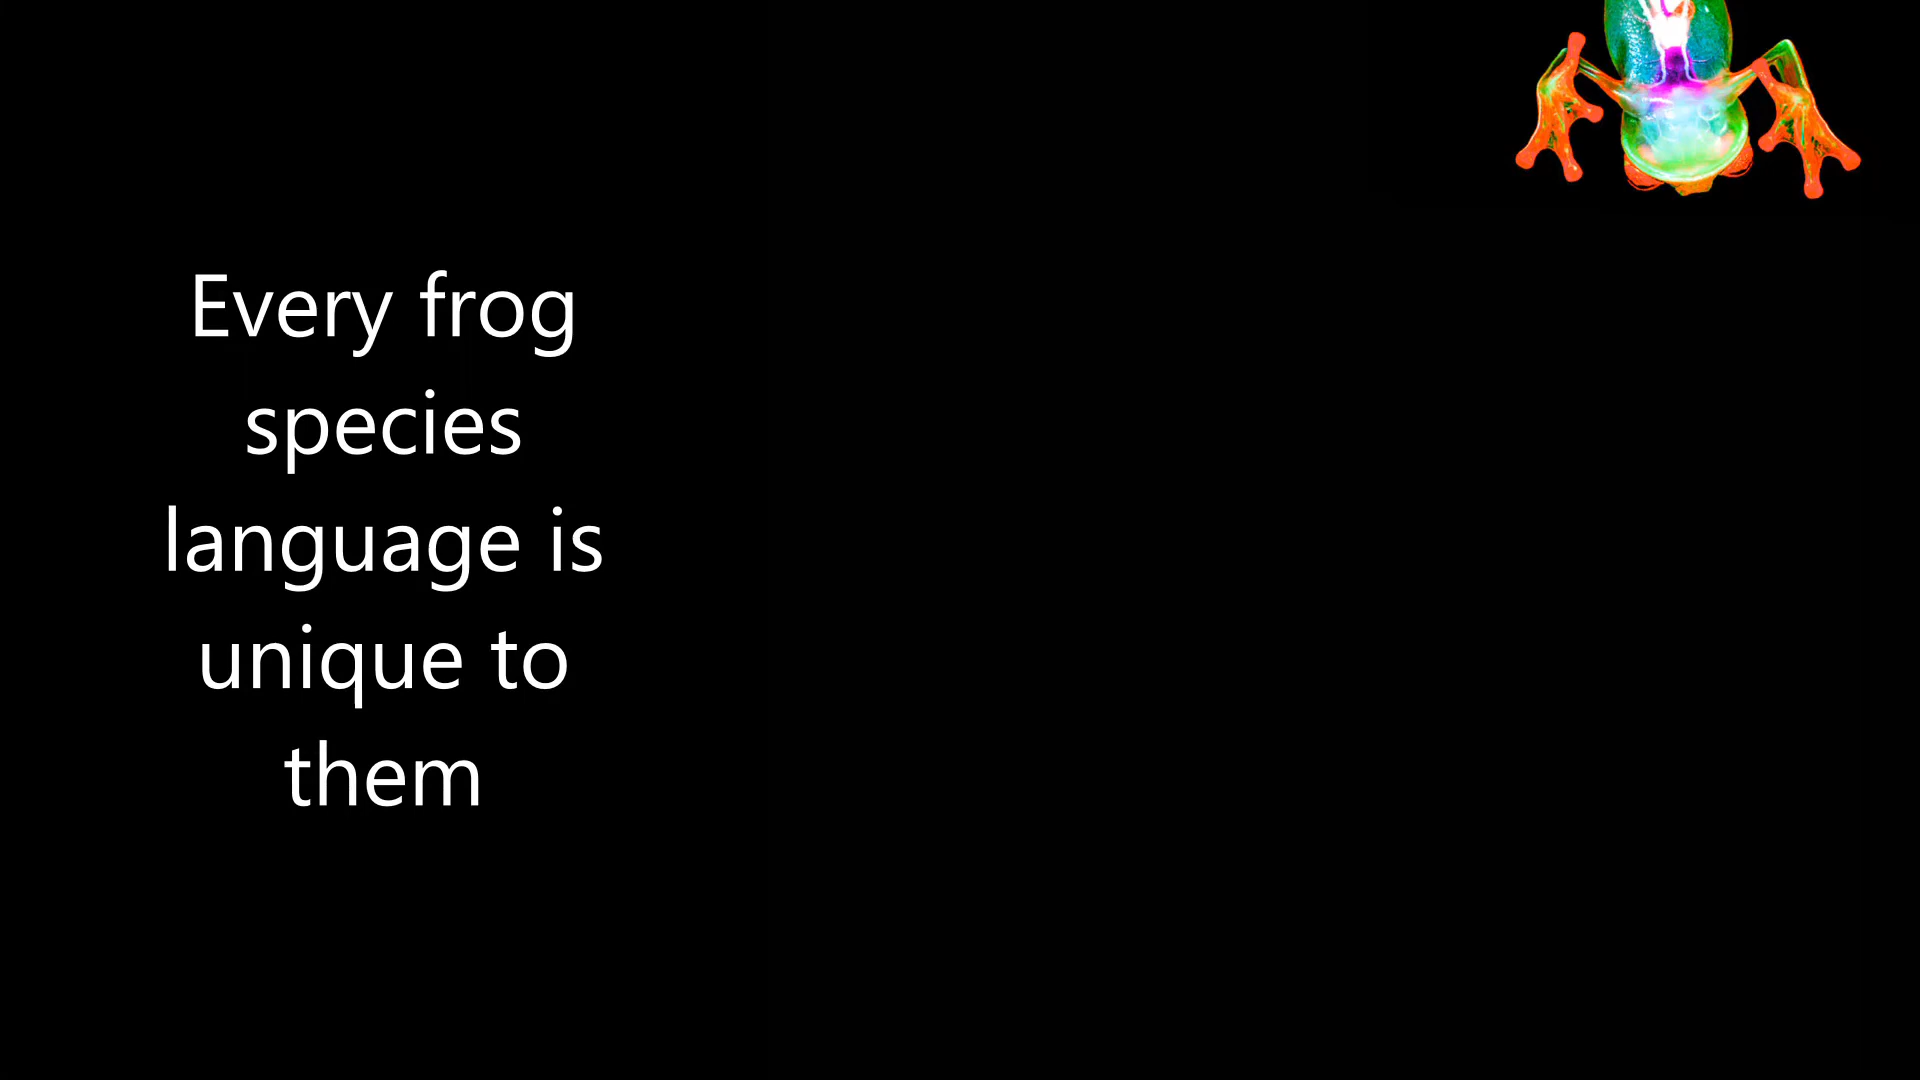 Every frog
species
language is
unique to
them